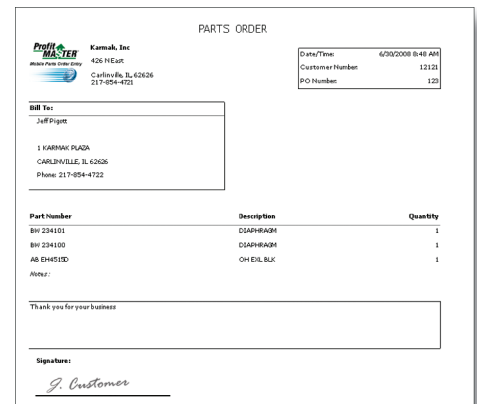 PARTS ORDER
Profit
MASTER
Mobile Parts Order Entry
Karmak, Inc
426 N East
Carlinville, IL, 62626
217-854-4721
Date/Time: 6/30/2008 8:48 AM
Customer Number: 12121
PO Number: 123
Bill To:
Jeff Pigott
1 KARMAK PLAZA
CARLINVILLE, IL 62626
Phone: 217-854-4722
Part Number Description Quantity
BW 234101 DIAPHRAGM 1
BW 234100 DIAPHRAGM 1
AB EH4515D OH EXL BLK 1
Notes:
Thank you for your business
Signature:
J. Customer